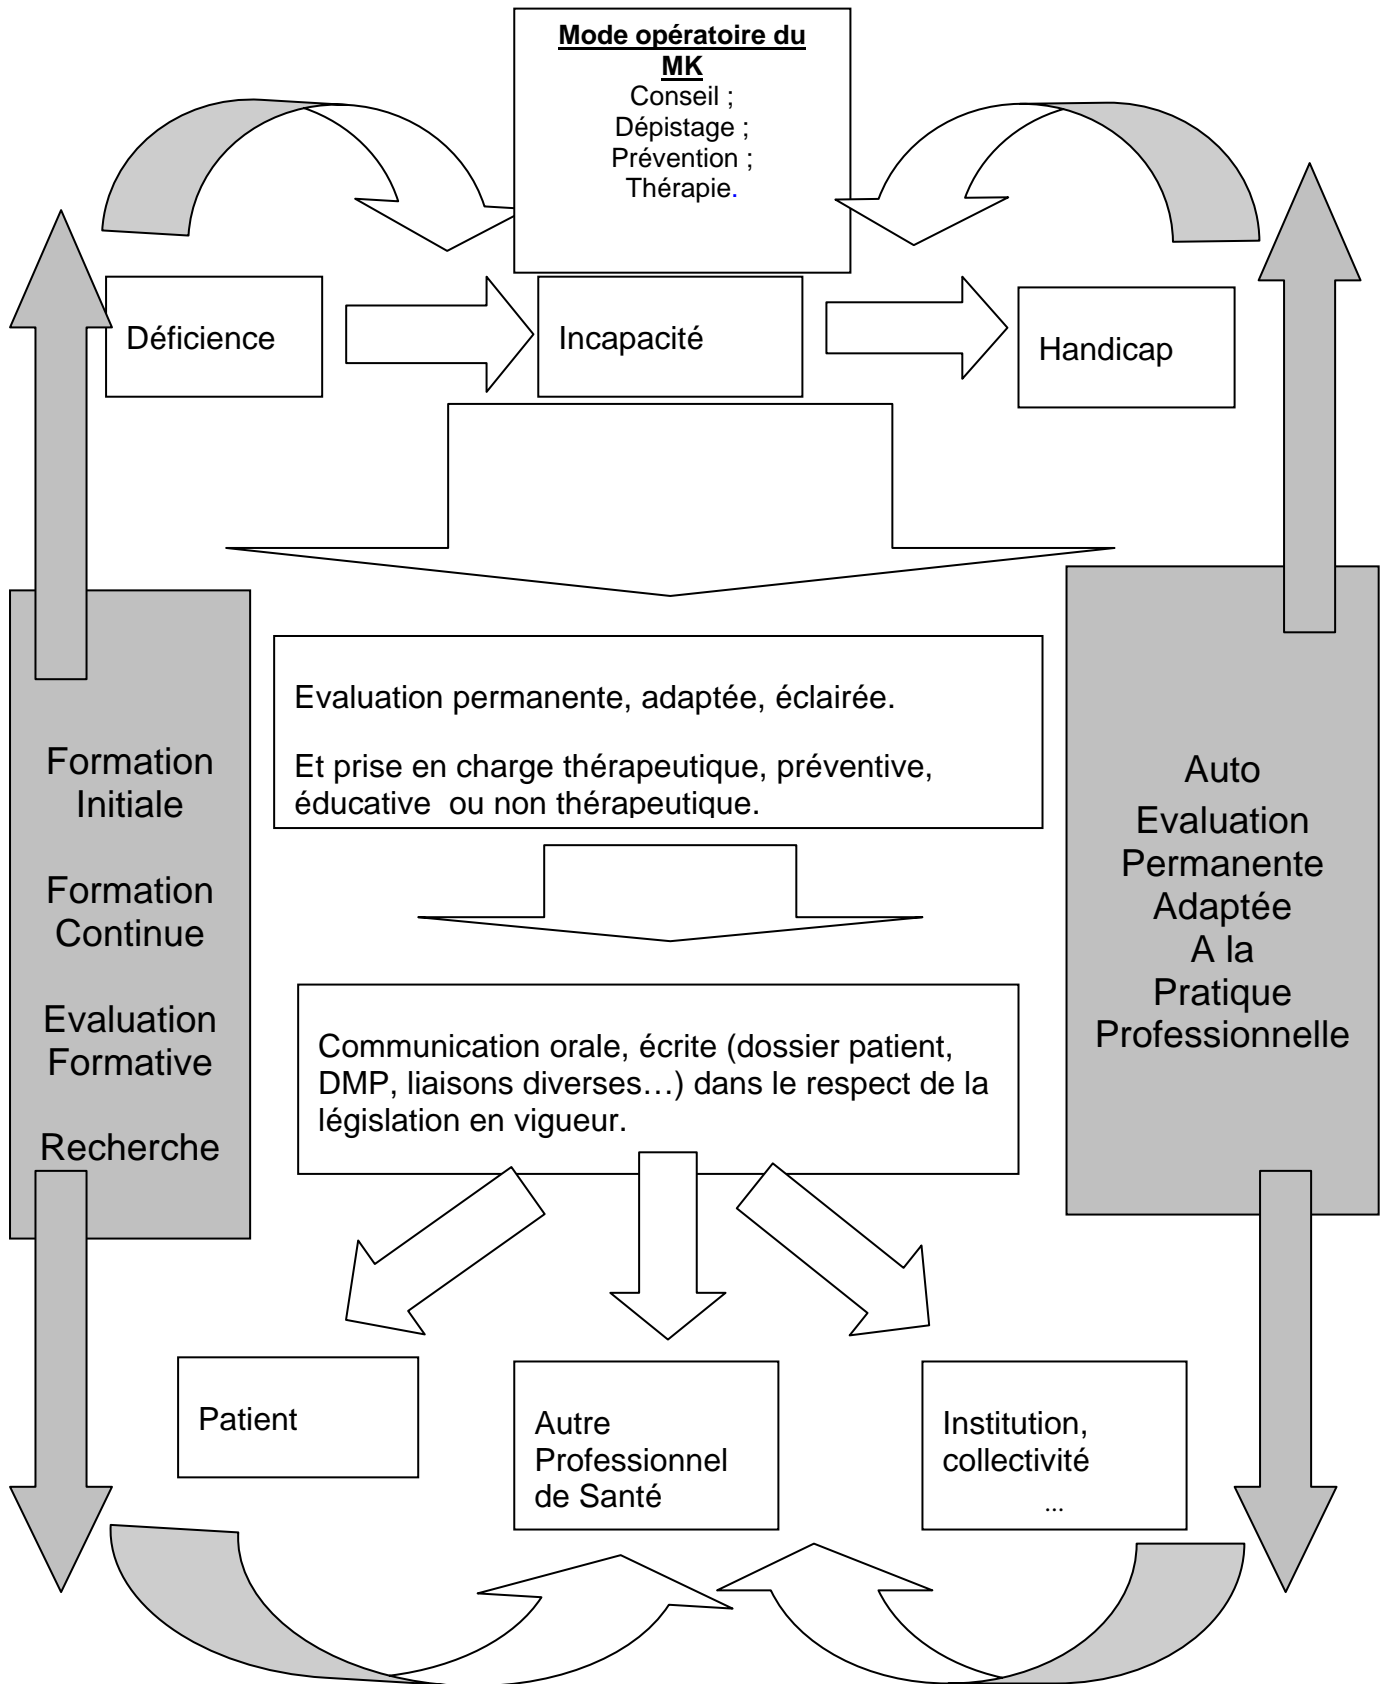 Mode opératoire du
MK
Conseil ;
Dépistage ;
Prévention ;
Thérapie.
Déficience
Incapacité
Handicap
Formation
Initiale
Formation
Continue
Evaluation
Formative
Recherche
Evaluation permanente, adaptée, éclairée.
Et prise en charge thérapeutique, préventive,
éducative  ou non thérapeutique.
Auto
Evaluation
Permanente
Adaptée
A la
Pratique
Professionnelle
Communication orale, écrite (dossier patient,
DMP, liaisons diverses…) dans le respect de la
législation en vigueur.
Patient
Autre
Professionnel
de Santé
Institution,
collectivité
...